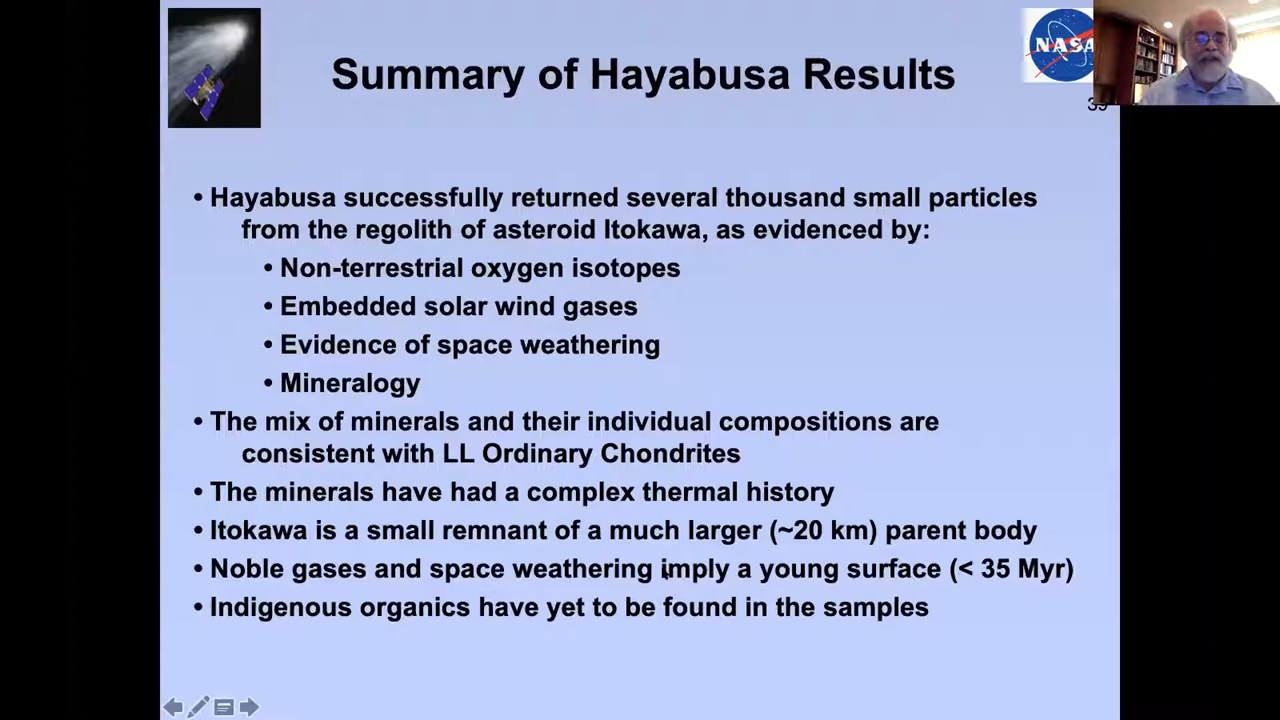 NASA
Summary of Hayabusa Results
39
• Hayabusa successfully returned several thousand small particles
from the regolith of asteroid Itokawa, as evidenced by:
• Non-terrestrial oxygen isotopes
• Embedded solar wind gases
• Evidence of space weathering
• Mineralogy
• The mix of minerals and their individual compositions are
consistent with LL Ordinary Chondrites
• The minerals have had a complex thermal history
• Itokawa is a small remnant of a much larger (~20 km) parent body
• Noble gases and space weathering imply a young surface (< 35 Myr)
• Indigenous organics have yet to be found in the samples